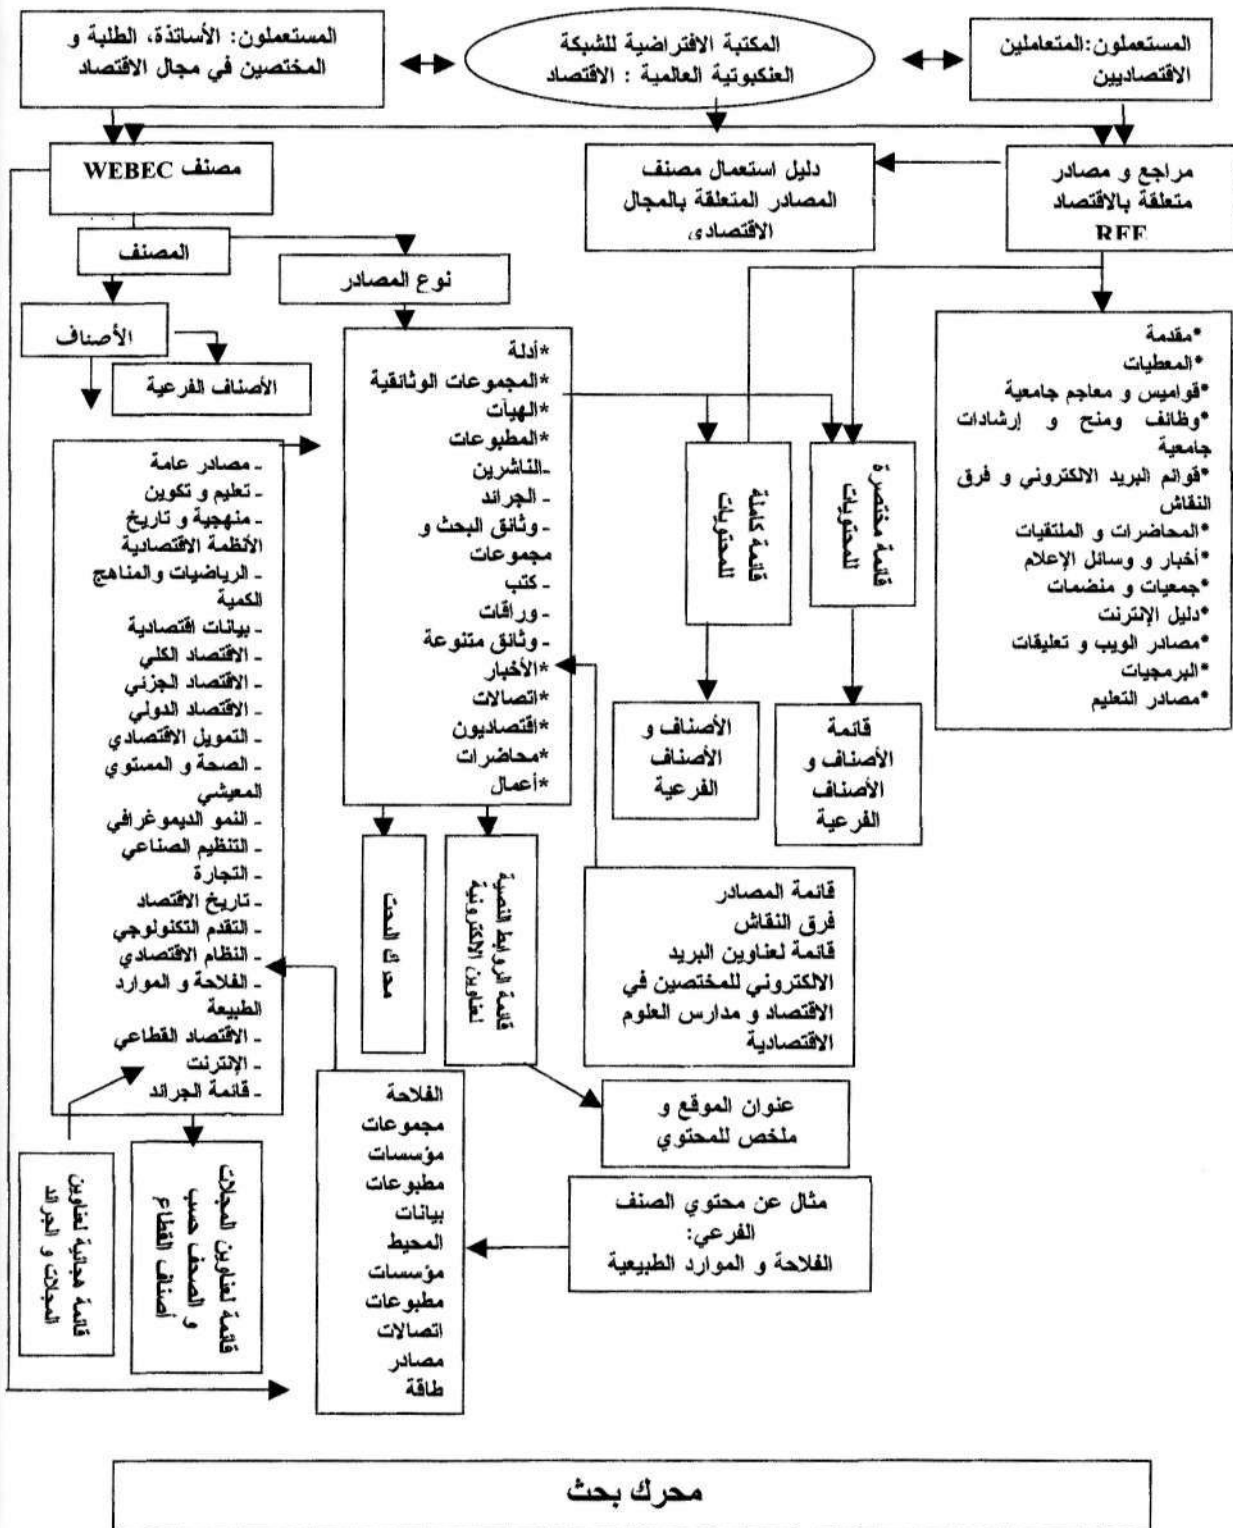 المستعملون:المتعاملين
الاقتصاديين
المكتبة الافتراضية للشبكة
العنكبوتية العالمية : الاقتصاد
المستعملون: الأساتذة، الطلبة و
المختصين في مجال الاقتصاد
مراجع و مصادر
متعلقة بالاقتصاد
RFE
دليل استعمال مصنف
المصادر المتعلقة بالمجال
الاقتصادي
مصنف WEBEC
المصنف
نوع المصادر
الأصناف
الأصناف الفرعية
*مقدمة
*المعطيات
*قواميس و معاجم جامعية
*وظائف ومنح و إرشادات
جامعية
*قوائم البريد الالكتروني و فرق
النقاش
*المحاضرات و الملتقيات
*أخبار و وسائل الإعلام
*جمعيات و منضمات
*دليل الإنترنت
*مصادر الويب و تعليقات
*البرمجيات
*مصادر التعليم
قائمة مختصرة
للمحتويات
قائمة كاملة
للمحتويات
*أدلة
*المجموعات الوثائقية
*الهيآت
*المطبوعات
-الناشرين
- الجرائد
- وثائق البحث و
مجموعات
- كتب
- وراقات
- وثائق متنوعة
*الأخبار
*اتصالات
*اقتصاديون
*محاضرات
*أعمال
- مصادر عامة
- تعليم و تكوين
- منهجية و تاريخ
الأنظمة الاقتصادية
- الرياضيات والمناهج
الكمية
- بيانات اقتصادية
- الاقتصاد الكلي
- الاقتصاد الجزئي
- الاقتصاد الدولي
- التمويل الاقتصادي
- الصحة و المستوي
المعيشي
- النمو الديموغرافي
- التنظيم الصناعي
- التجارة
- تاريخ الاقتصاد
- التقدم التكنولوجي
- النظام الاقتصادي
- الفلاحة و الموارد
الطبيعة
- الاقتصاد القطاعي
- الإنترنت
- قائمة الجرائد
قائمة
الأصناف و
الأصناف
الفرعية
الأصناف و
الأصناف
الفرعية
قائمة المصادر
فرق النقاش
قائمة لعناوين البريد
الالكتروني للمختصين في
الاقتصاد و مدارس العلوم
الاقتصادية
قائمة الروابط النصية
لعناوين الالكترونية
محرك البحث
عنوان الموقع و
ملخص للمحتوي
مثال عن محتوي الصنف
الفرعي:
الفلاحة و الموارد الطبيعية
الفلاحة
مجموعات
مؤسسات
مطبوعات
بيانات
المحيط
مؤسسات
مطبوعات
اتصالات
مصادر
طاقة
قائمة لعناوين المجلات
و الصحف حسب
أصناف القطاع
قائمة هجائية لعناوين
المجلات و الجرائد
محرك بحث